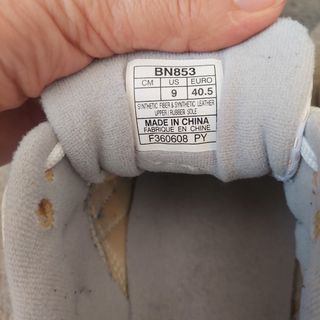 BN853
CM US EURO
9 40.5
SYNTHETIC FIBER & SYNTHETIC LEATHER
UPPER / RUBBER SOLE
MADE IN CHINA
FABRIQUE EN CHINE
F360608 PY